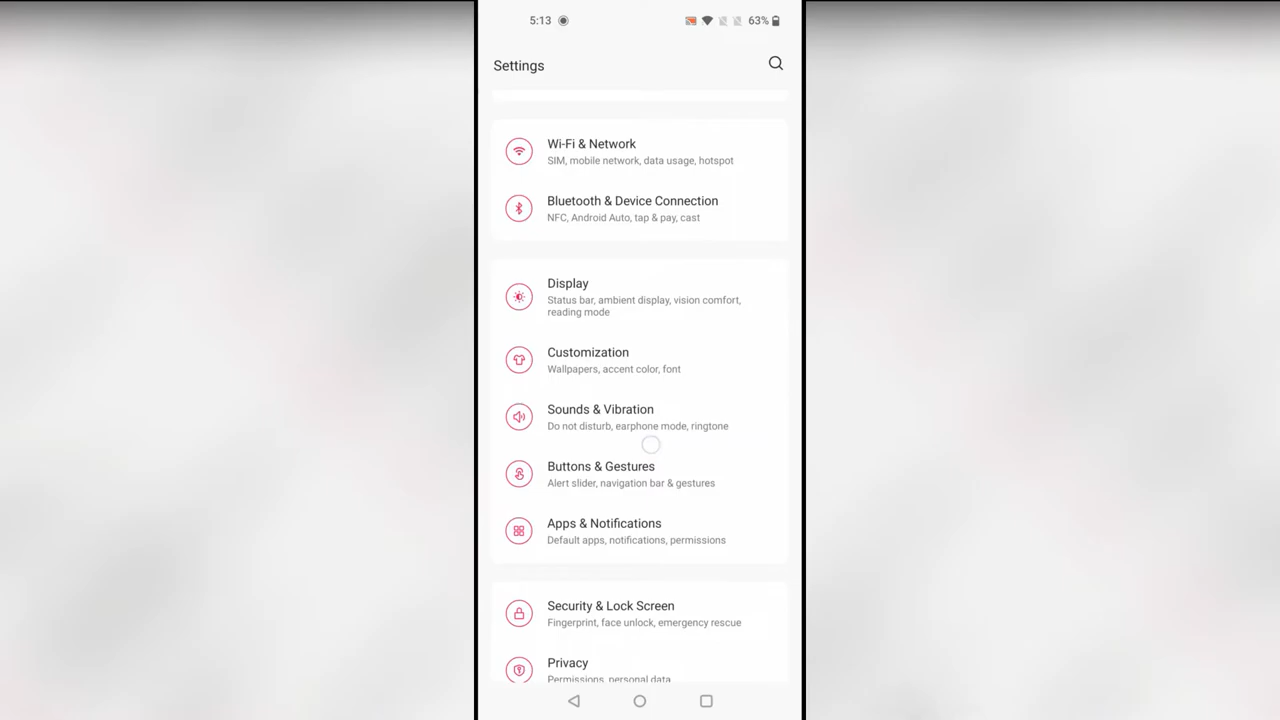 5:13
63%
Settings
Wi-Fi & Network
SIM, mobile network, data usage, hotspot
Bluetooth & Device Connection
NFC, Android Auto, tap & pay, cast
Display
Status bar, ambient display, vision comfort,
reading mode
Customization
Wallpapers, accent color, font
Sounds & Vibration
Do not disturb, earphone mode, ringtone
Buttons & Gestures
Alert slider, navigation bar & gestures
Apps & Notifications
Default apps, notifications, permissions
Security & Lock Screen
Fingerprint, face unlock, emergency rescue
Privacy
Permissions, personal data